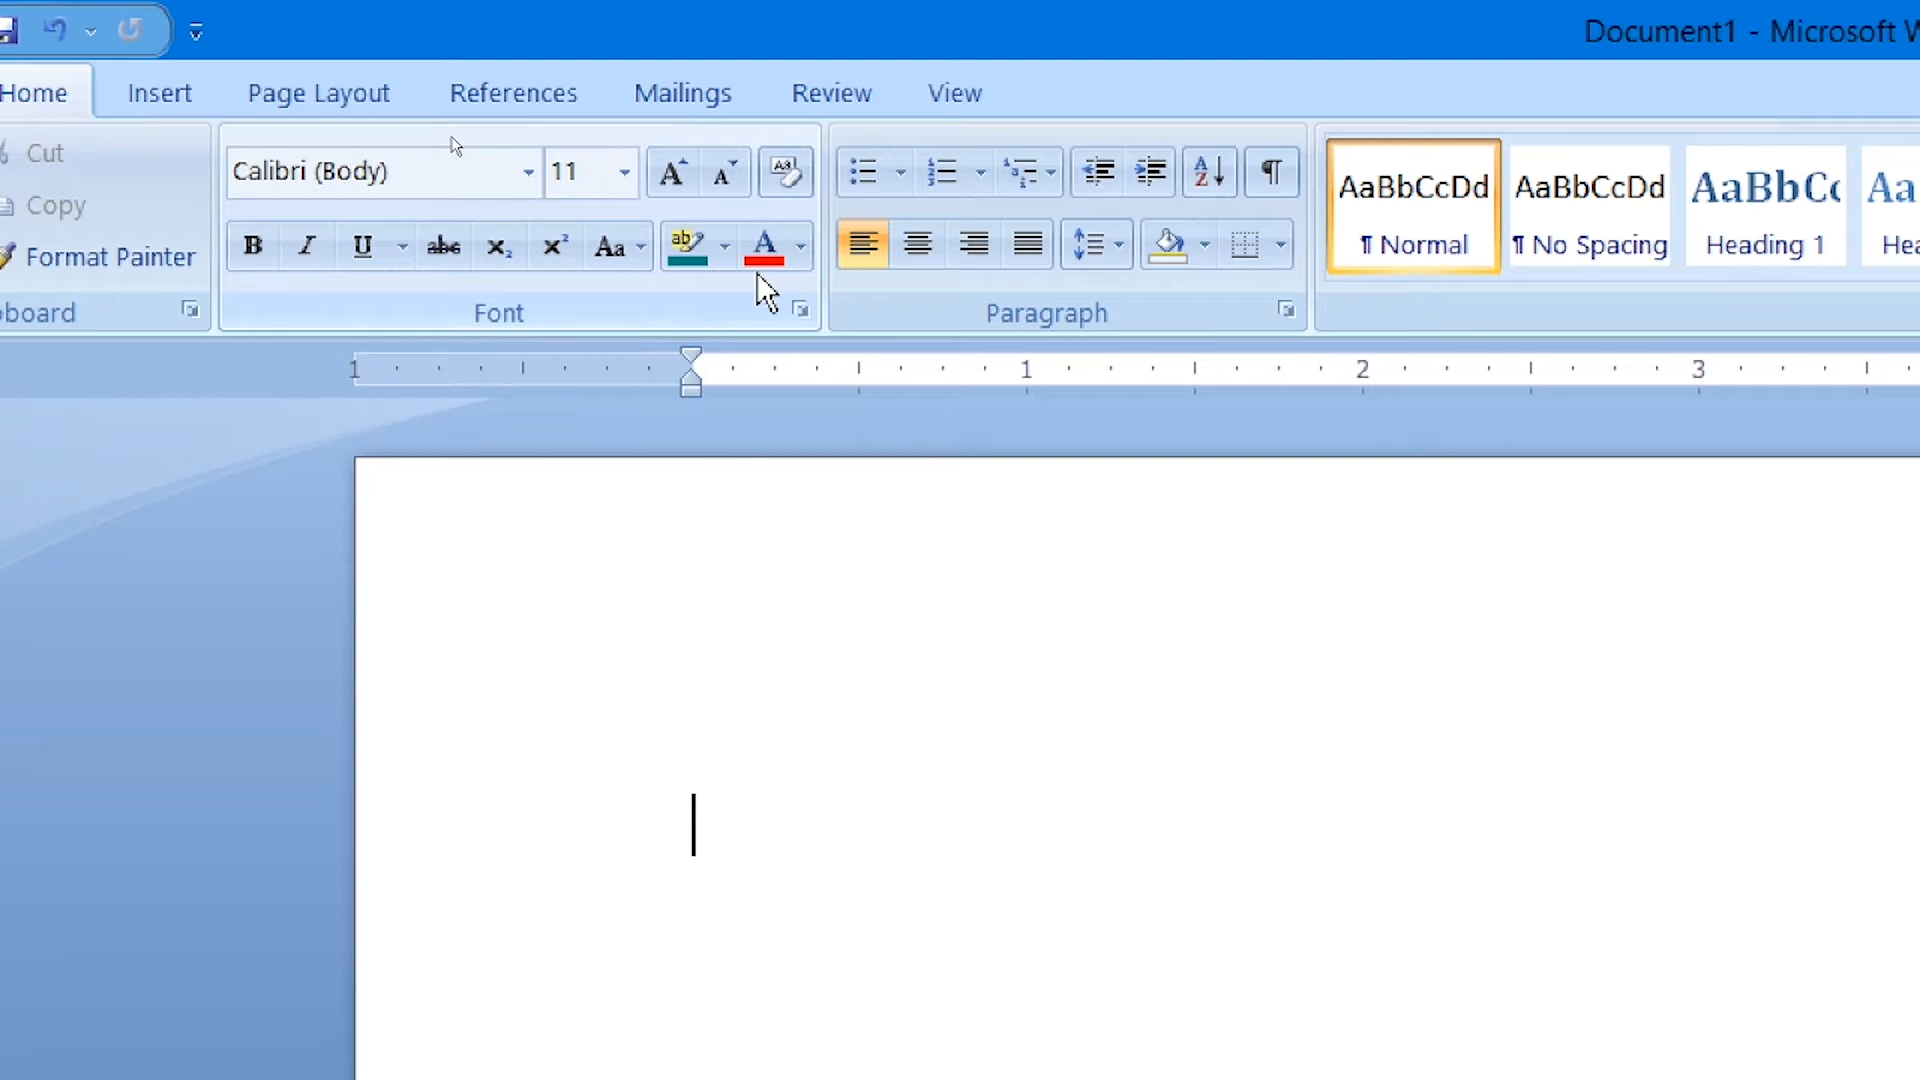 Document1 - Microsoft W
Home Insert Page Layout References Mailings Review View
Cut
Copy
Format Painter
Calibri (Body) 11
Font
Paragraph
AaBbCcDd AaBbCcDd AaBbC Aa
¶ Normal ¶ No Spacing Heading 1 Hea
board
1 1 2 3